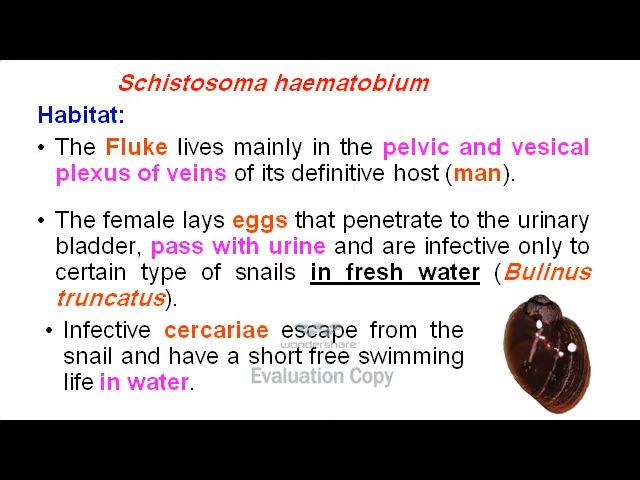 Schistosoma haematobium
Habitat:
• The Fluke lives mainly in the pelvic and vesical
plexus of veins of its definitive host (man).
• The female lays eggs that penetrate to the urinary
bladder, pass with urine and are infective only to
certain type of snails in fresh water (Bulinus
truncatus).
• Infective cercariae escape from the
snail and have a short free swimming
life in water.
wondershare
Evaluation Copy